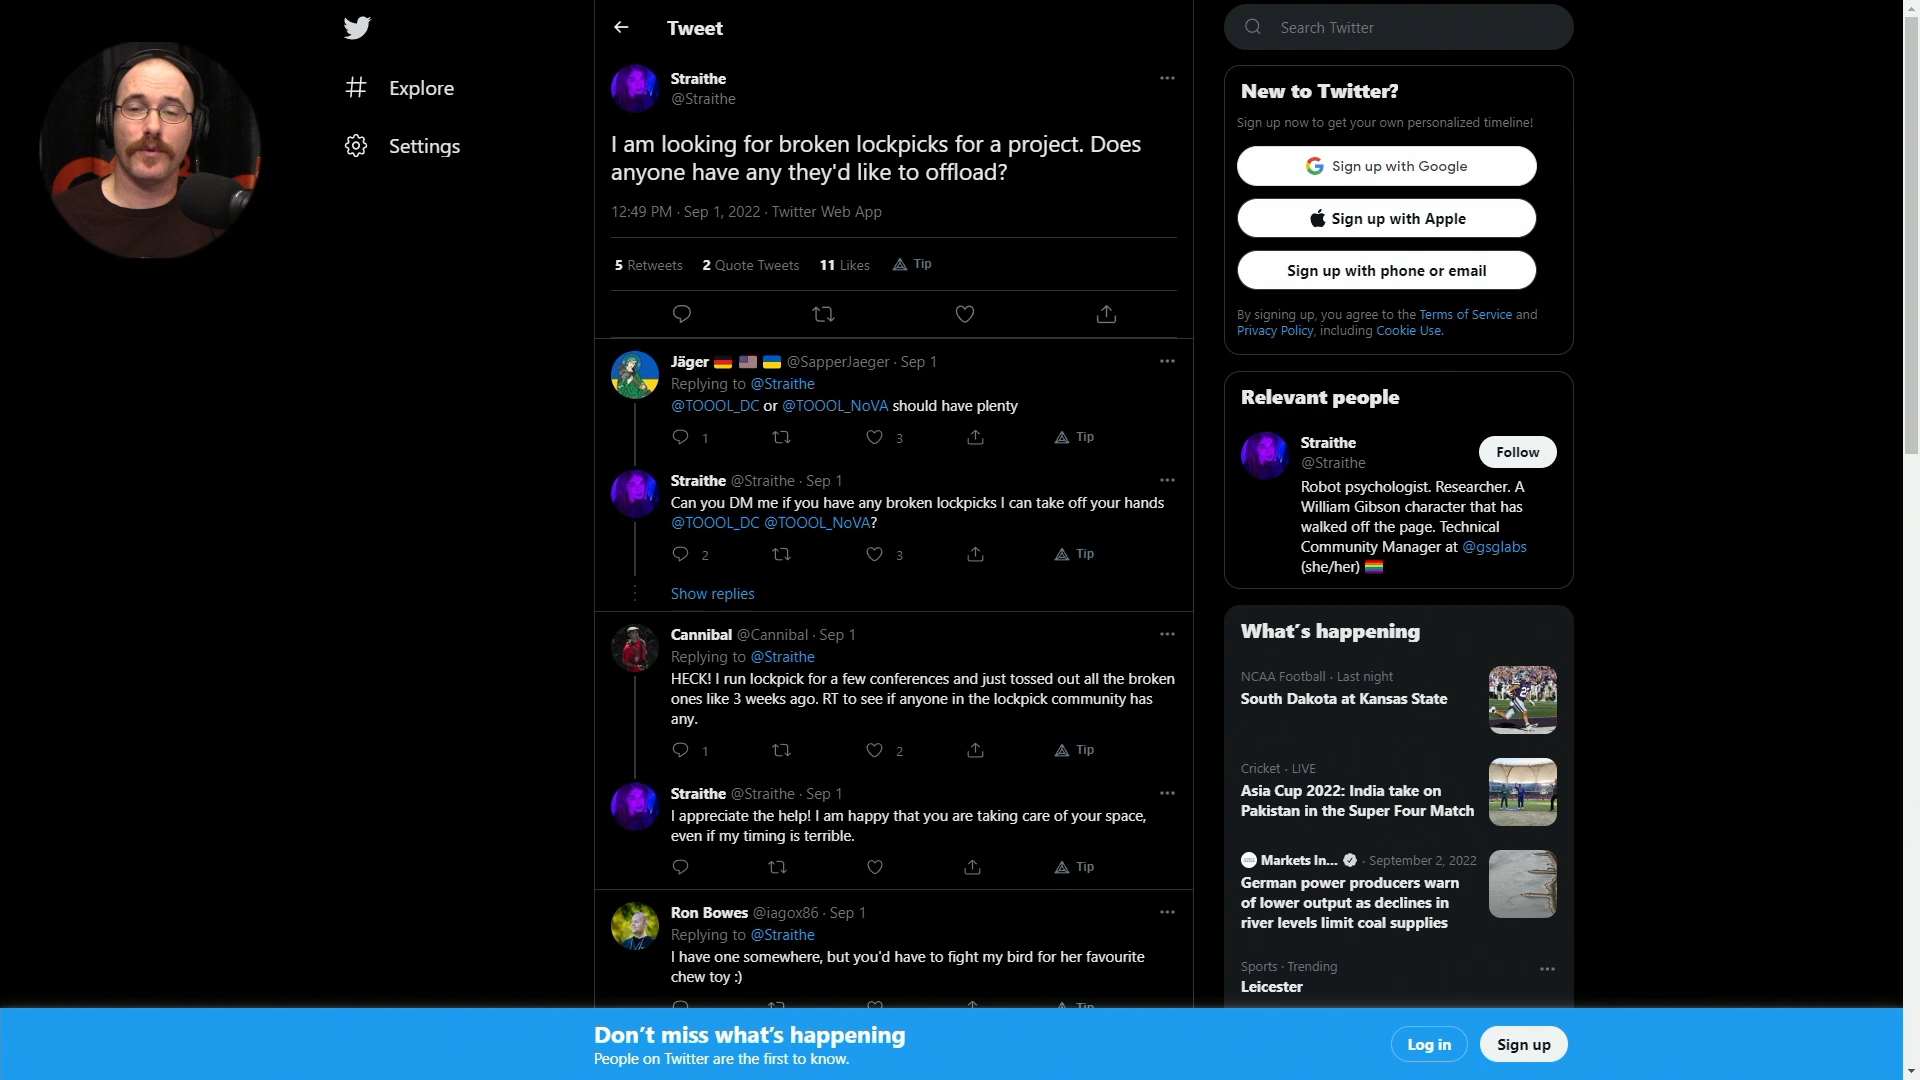 Explore
Settings
Tweet
Straithe
@Straithe
I am looking for broken lockpicks for a project. Does
anyone have any they'd like to offload?
12:49 PM · Sep 1, 2022 · Twitter Web App
5 Retweets 2 Quote Tweets 11 Likes Tip
Jäger @SapperJaeger · Sep 1
Replying to @Straithe
@TOOOL_DC or @TOOOL_NoVA should have plenty
1 3 Tip
Straithe @Straithe · Sep 1
Can you DM me if you have any broken lockpicks I can take off your hands
@TOOOL_DC @TOOOL_NoVA?
2 3 Tip
Show replies
Cannibal @Cannibal · Sep 1
Replying to @Straithe
HECK! I run lockpick for a few conferences and just tossed out all the broken
ones like 3 weeks ago. RT to see if anyone in the lockpick community has
any.
1 2 Tip
Straithe @Straithe · Sep 1
I appreciate the help! I am happy that you are taking care of your space,
even if my timing is terrible.
Tip
Ron Bowes @iagox86 · Sep 1
Replying to @Straithe
I have one somewhere, but you'd have to fight my bird for her favourite
chew toy :)
Tip
Search Twitter
New to Twitter?
Sign up now to get your own personalized timeline!
Sign up with Google
Sign up with Apple
Sign up with phone or email
By signing up, you agree to the Terms of Service and
Privacy Policy, including Cookie Use.
Relevant people
Straithe
@Straithe
Follow
Robot psychologist. Researcher. A
William Gibson character that has
walked off the page. Technical
Community Manager at @gsglabs
(she/her)
What's happening
NCAA Football · Last night
South Dakota at Kansas State
Cricket · LIVE
Asia Cup 2022: India take on
Pakistan in the Super Four Match
Markets In... · September 2, 2022
German power producers warn
of lower output as declines in
river levels limit coal supplies
Sports · Trending
Leicester
Don't miss what's happening
People on Twitter are the first to know.
Log in
Sign up